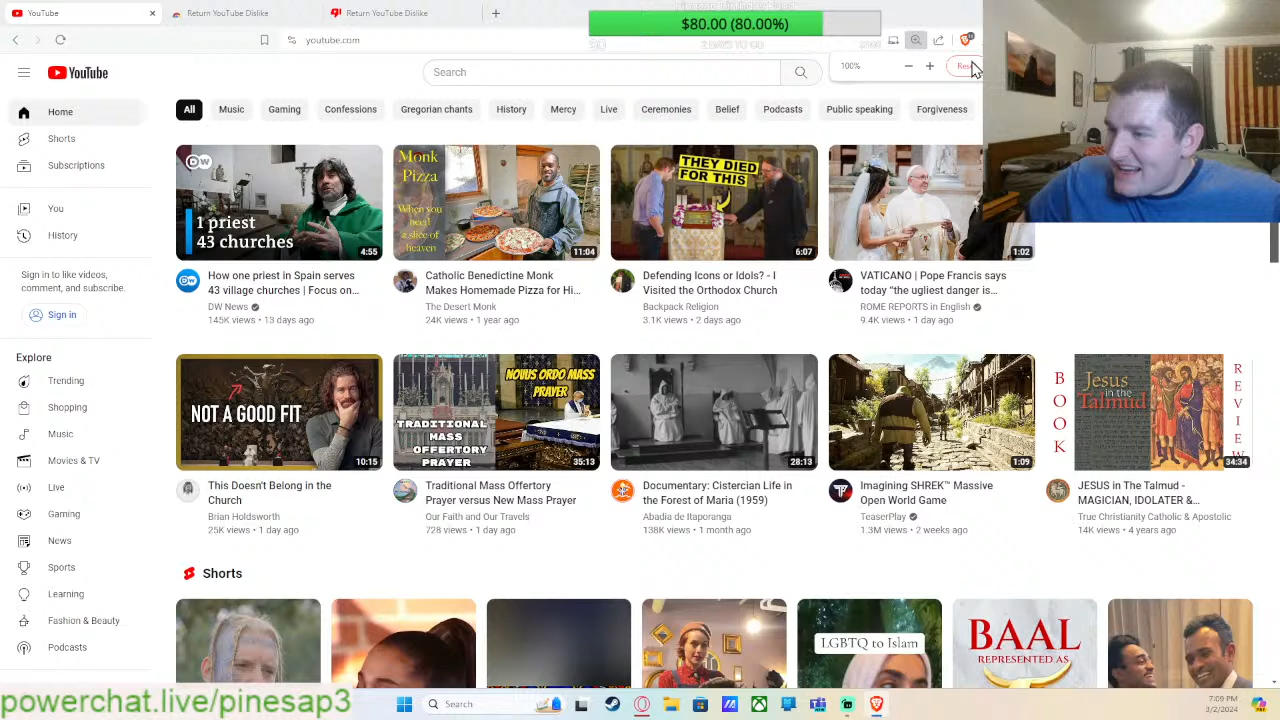 YouTube
Return YouTube Dislike
Return YouTube Dislike
$80.00 (80.00%)
youtube.com
100%
YouTube
Search
All
Music
Gaming
Confessions
Gregorian chants
History
Mercy
Live
Ceremonies
Belief
Podcasts
Public speaking
Forgiveness
Home
Shorts
Subscriptions
You
History
Sign in to like videos,
comment, and subscribe.
Sign in
Explore
Trending
Shopping
Music
Movies & TV
Live
Gaming
News
Sports
Learning
Fashion & Beauty
Podcasts
DW
1 priest
43 churches
4:55
How one priest in Spain serves
43 village churches | Focus on...
DW News
145K views • 13 days ago
Monk
Pizza
When you
need
a slice of
heaven
11:04
Catholic Benedictine Monk
Makes Homemade Pizza for Hi...
The Desert Monk
24K views • 1 year ago
THEY DIED
FOR THIS
6:07
Defending Icons or Idols? - I
Visited the Orthodox Church
Backpack Religion
3.1K views • 2 days ago
1:02
VATICANO | Pope Francis says
today “the ugliest danger is...
ROME REPORTS in English
9.4K views • 1 day ago
NOT A GOOD FIT
10:15
This Doesn't Belong in the
Church
Brian Holdsworth
25K views • 1 day ago
NOVUS ORDO MASS
PRAYER
TRADITIONAL
MASS
OFFERTORY
PRAYER
35:13
Traditional Mass Offertory
Prayer versus New Mass Prayer
Our Faith and Our Travels
728 views • 1 day ago
28:13
Documentary: Cistercian Life in
the Forest of Maria (1959)
Abadia de Itaporanga
138K views • 1 month ago
1:09
Imagining SHREK™ Massive
Open World Game
TeaserPlay
1.3M views • 2 weeks ago
BOOK
Jesus
in the
Talmud
REVIEW
34:34
JESUS in The Talmud -
MAGICIAN, IDOLATER &...
True Christianity Catholic & Apostolic
14K views • 4 years ago
Shorts
LGBTQ to Islam
BAAL
REPRESENTED AS
powerchat.live/pinesap3
Search
7:09 PM
3/2/2024